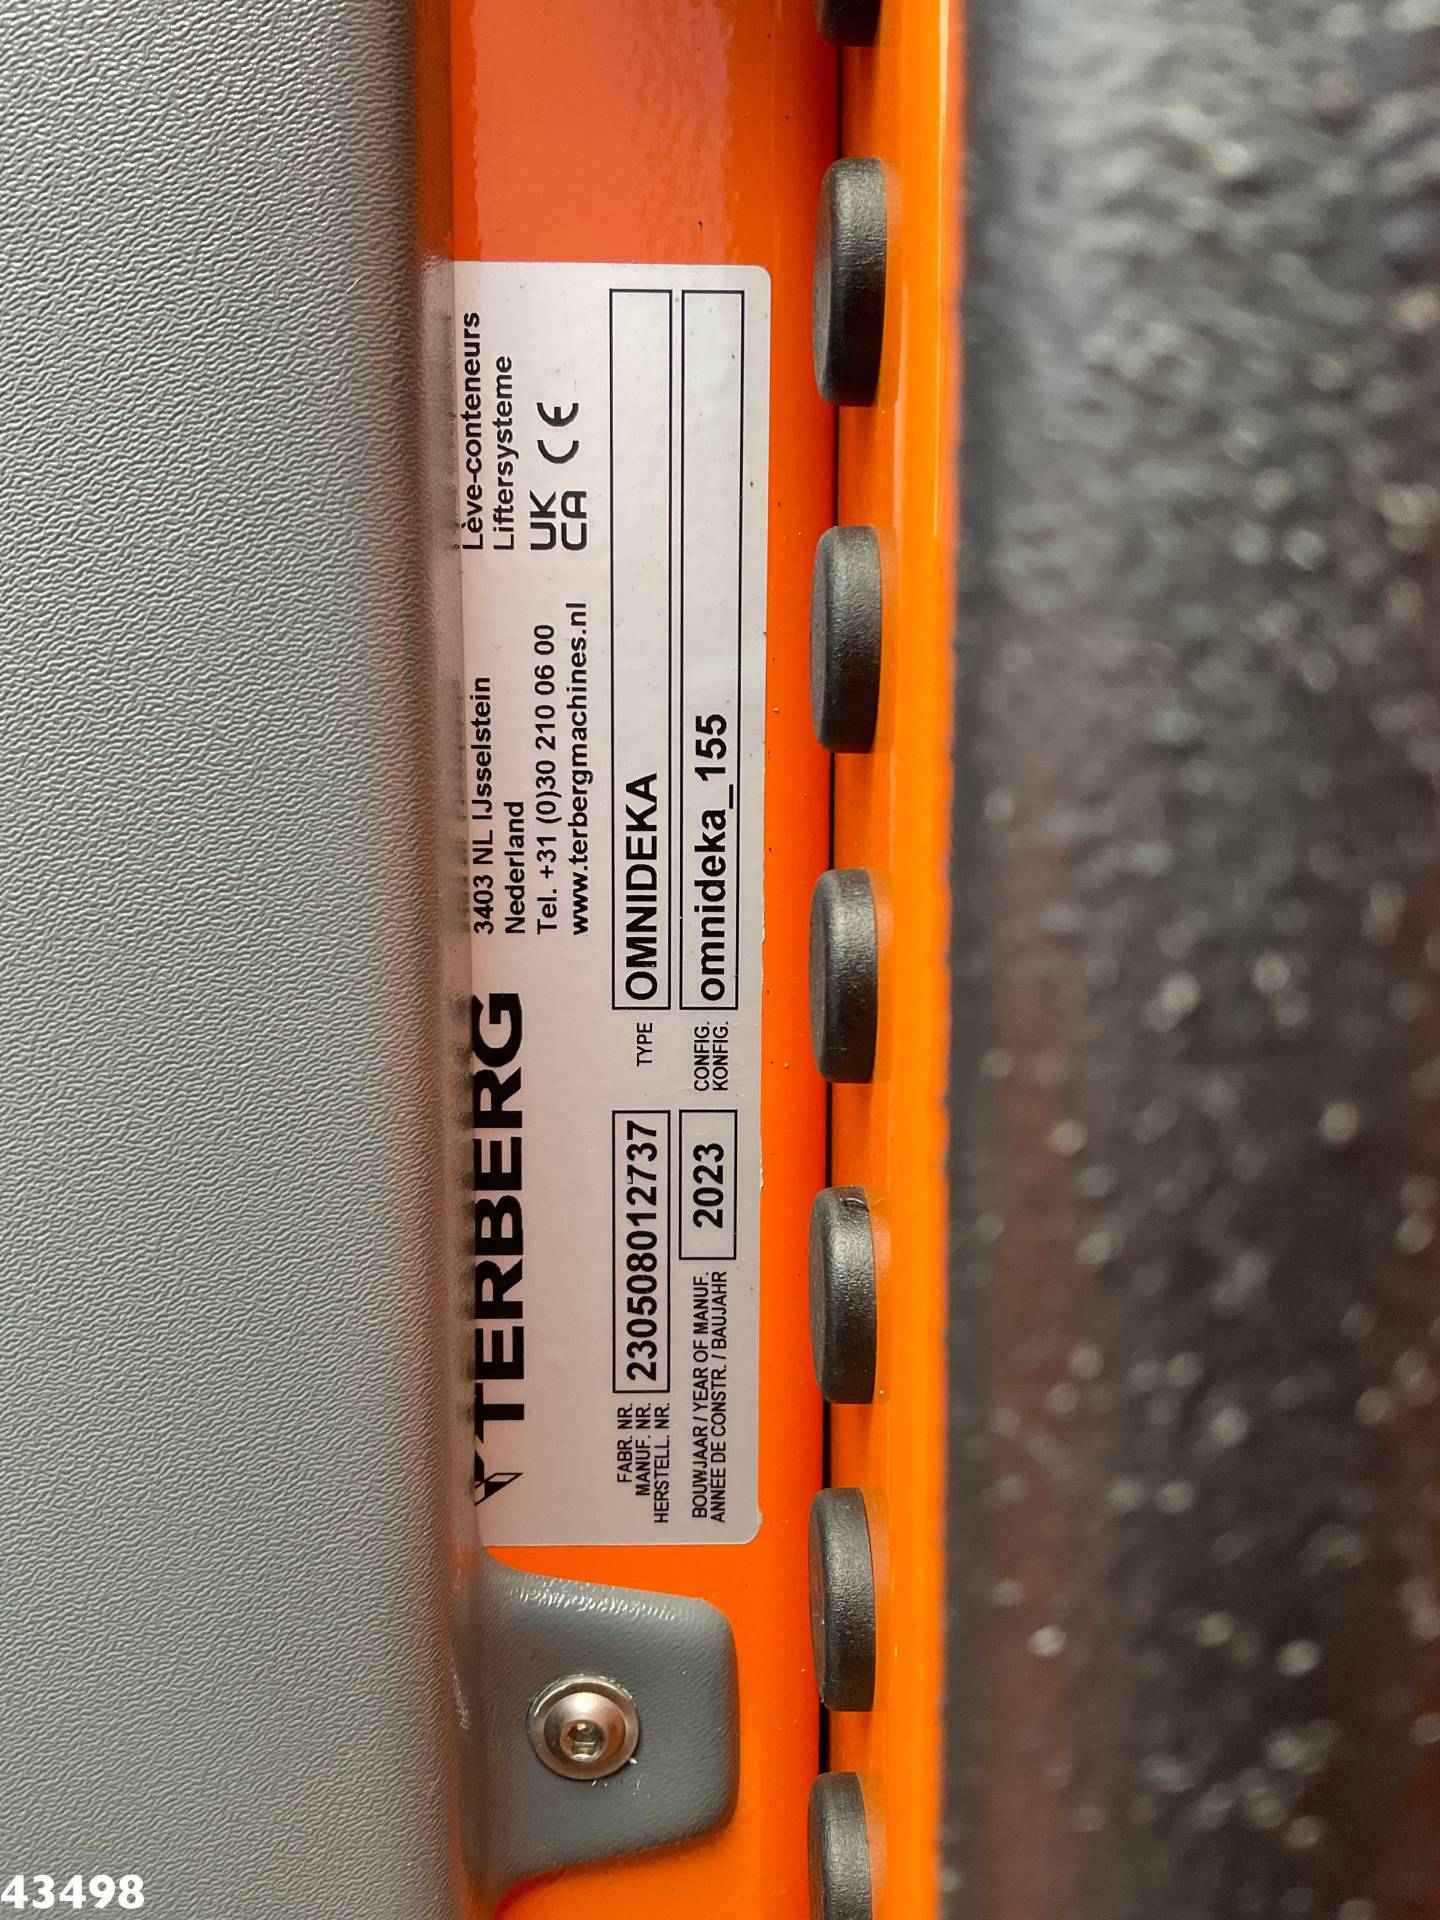 TERBERG
3403 NL IJsselstein
Nederland
Tel. +31 (0)30 210 06 00
www.terbergmachines.nl
Lève-conteneurs
Liftersysteme
UK
CA
CE
FABR. NR.
MANUF. NR.
HERSTELL. NR.
230508012737
TYPE
OMNIDEKA
BOUWJAAR / YEAR OF MANUF.
ANNEE DE CONSTR. / BAUJAHR
2023
CONFIG.
KONFIG.
omnideka_155
43498